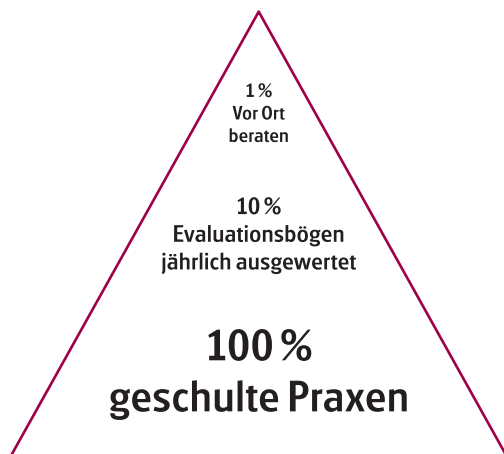 1 %
Vor Ort
beraten
10 %
Evaluationsbögen
jährlich ausgewertet
100 %
geschulte Praxen